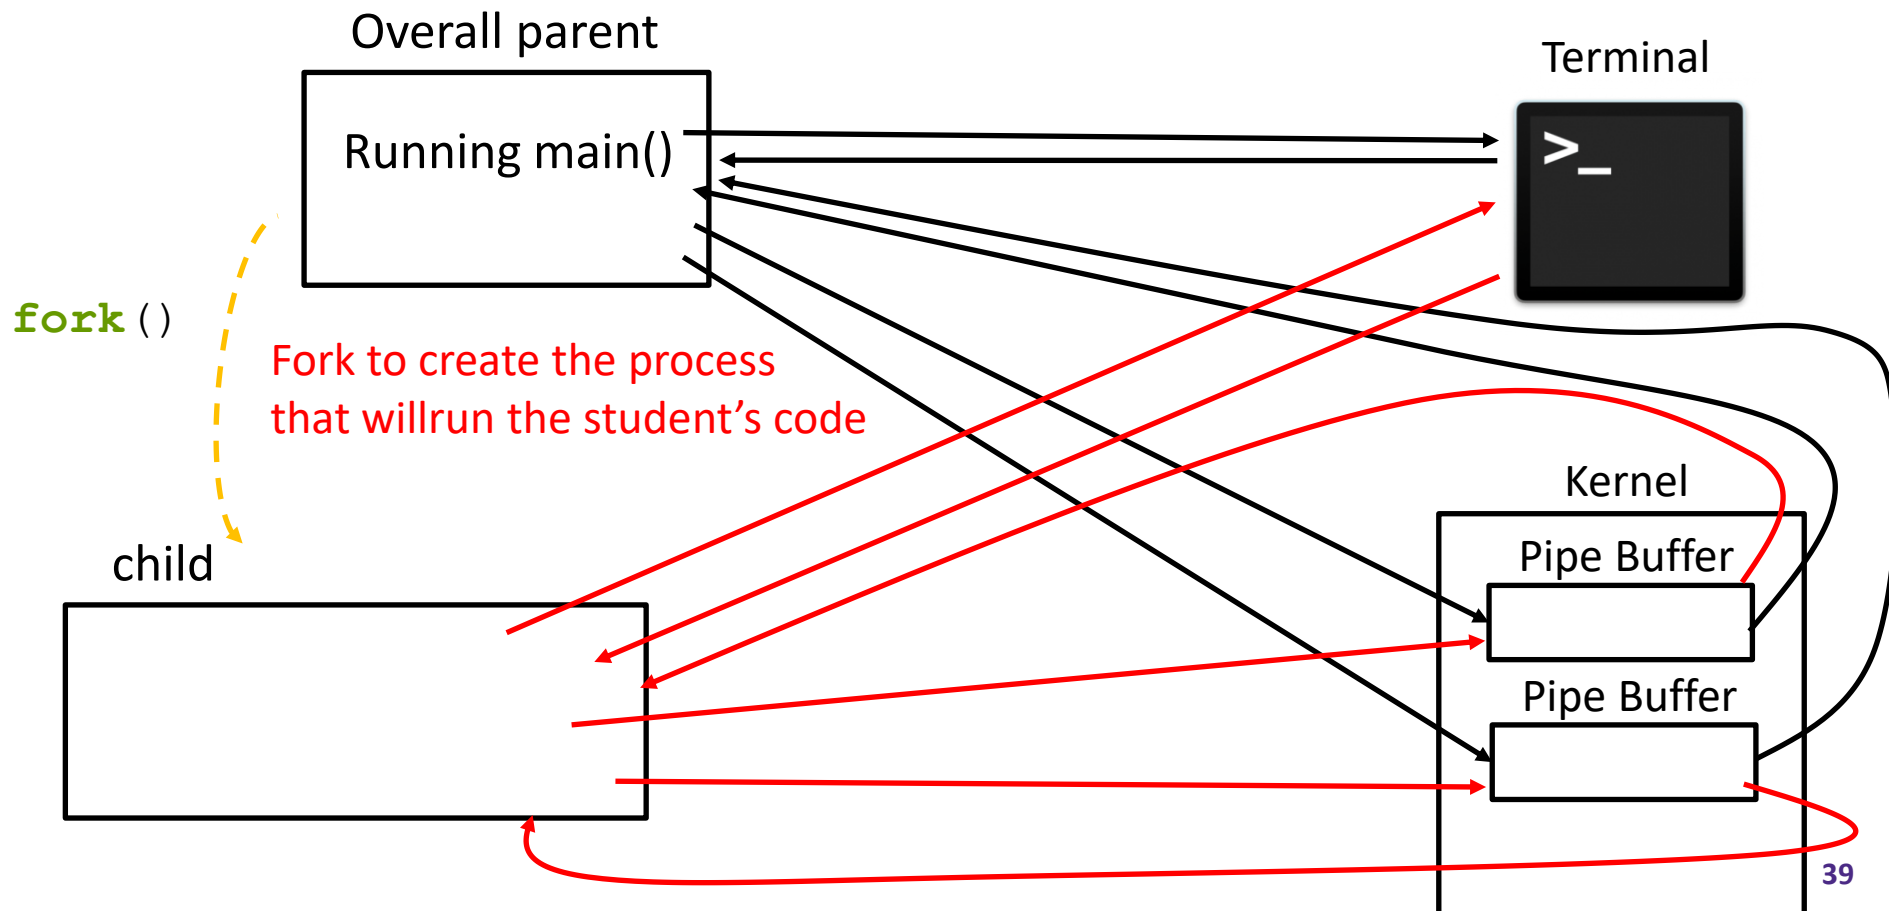 Overall parent
Terminal
Running main()
>_
fork()
Fork to create the process
that willrun the student’s code
Kernel
Pipe Buffer
child
Pipe Buffer
39